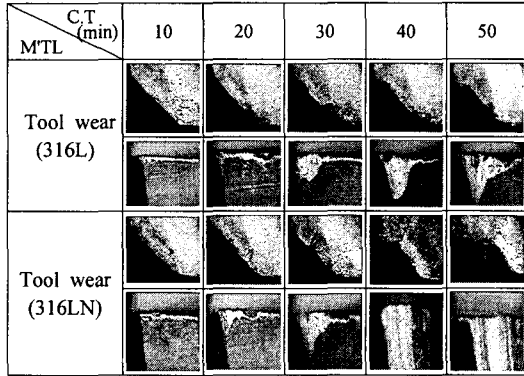 C.T
(min)
M'TL
10 20 30 40 50
Tool wear
(316L)
Tool wear
(316LN)